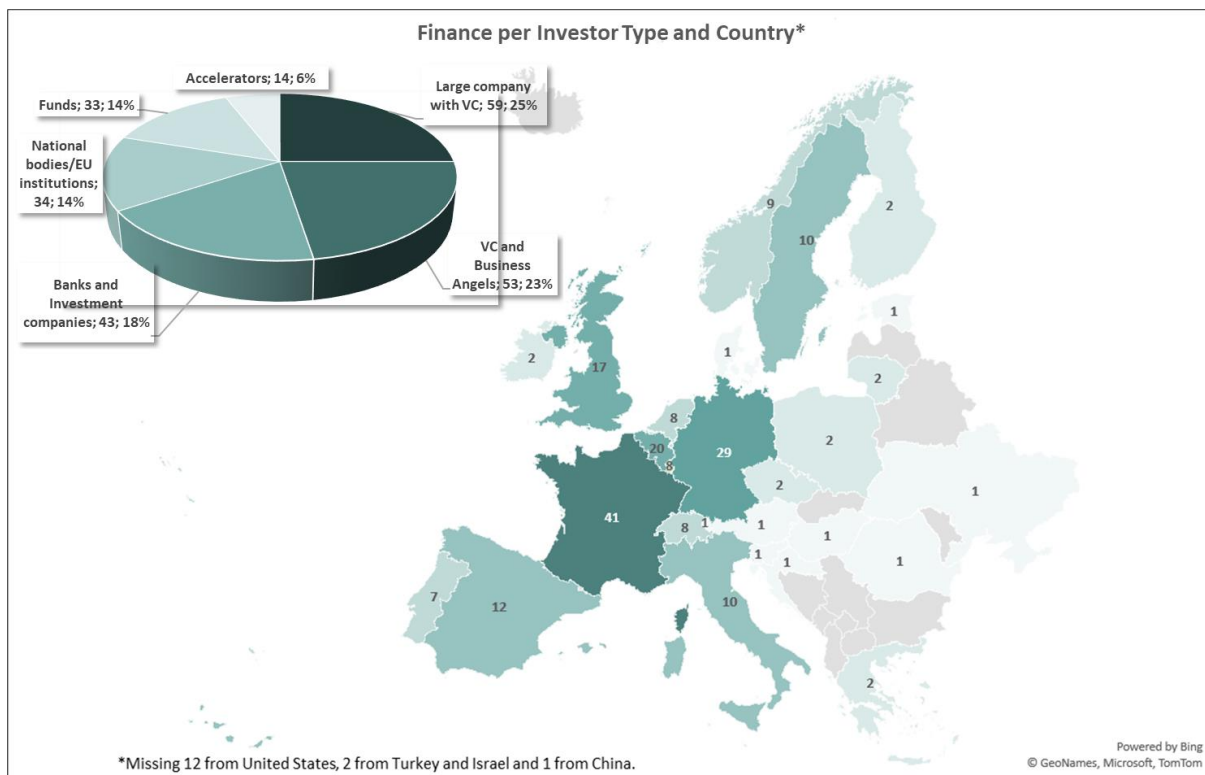 Finance per Investor Type and Country*
Accelerators; 14; 6%
Large company
with VC; 59; 25%
Funds; 33; 14%
National
bodies/EU
institutions;
34; 14%
VC and
Business
Angels; 53; 23%
Banks and
Investment
companies; 43; 18%
9
10
2
1
2
17
1
2
8
20
8
29
2
2
1
41
8
1
1
1
1
1
1
7
12
10
2
*Missing 12 from United States, 2 from Turkey and Israel and 1 from China.
Powered by Bing
© GeoNames, Microsoft, TomTom